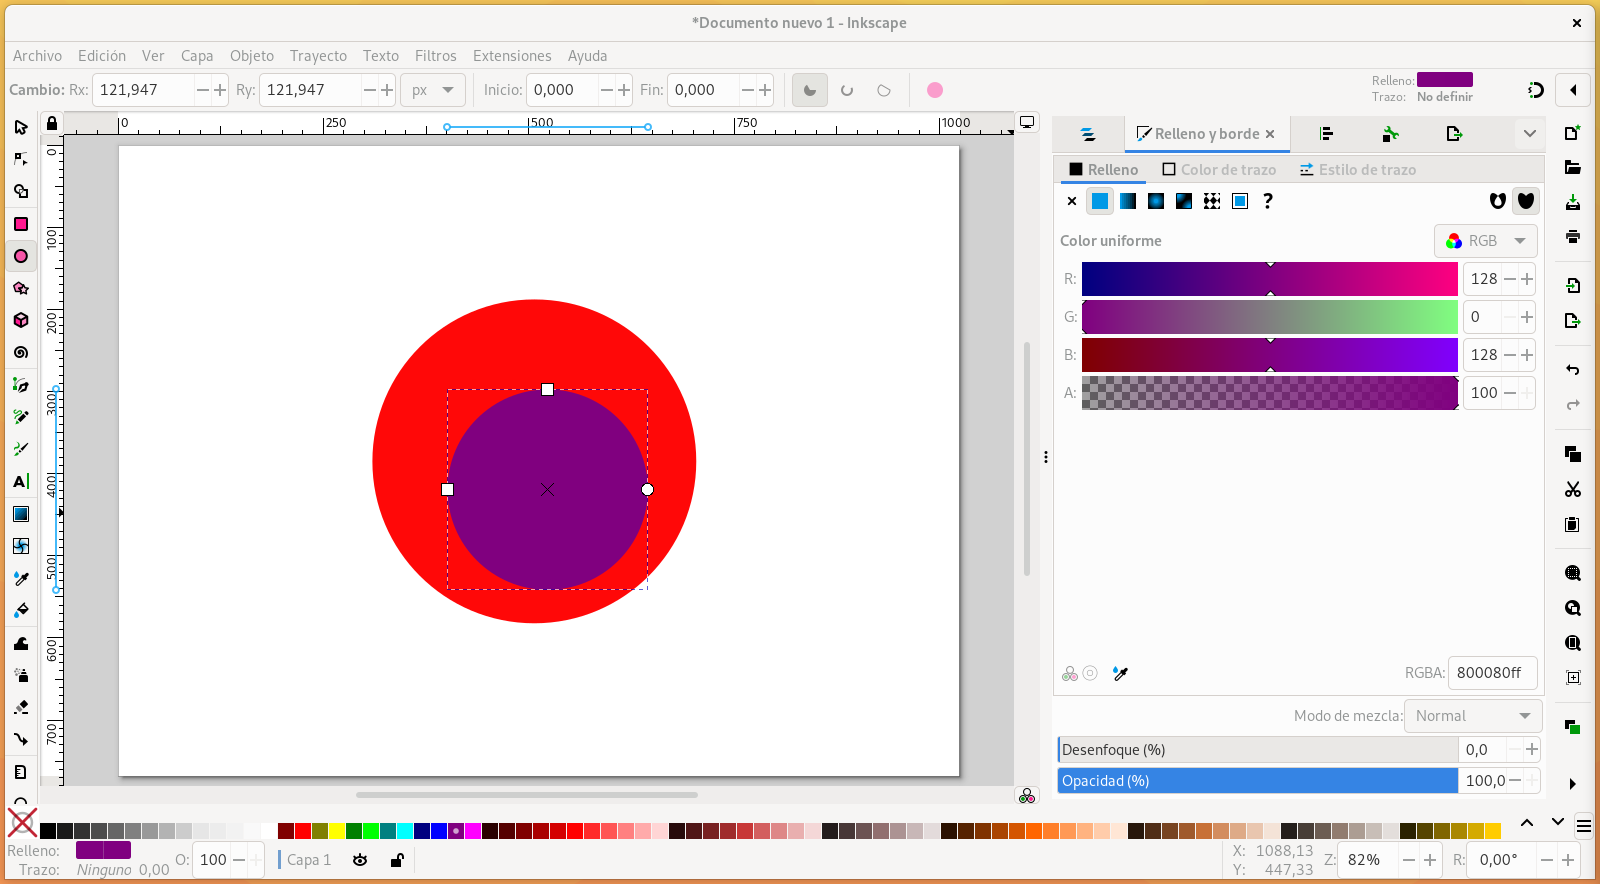 *Documento nuevo 1 - Inkscape
Archivo Edición Ver Capa Objeto Trayecto Texto Filtros Extensiones Ayuda
Cambio: Rx: 121,947 Ry: 121,947 px Inicio: 0,000 Fin: 0,000
Relleno:
Trazo: No definir
0 250 500 750 1000
0
100
200
300
400
500
600
700
Relleno y borde
Relleno Color de trazo Estilo de trazo
Color uniforme RGB
R: 128
G: 0
B: 128
A: 100
RGBA: 800080ff
Modo de mezcla: Normal
Desenfoque (%) 0,0
Opacidad (%) 100,0
Relleno:
Trazo: Ninguno 0,00
O: 100
Capa 1
X: 1088,13
Y: 447,33
Z: 82%
R: 0,00°